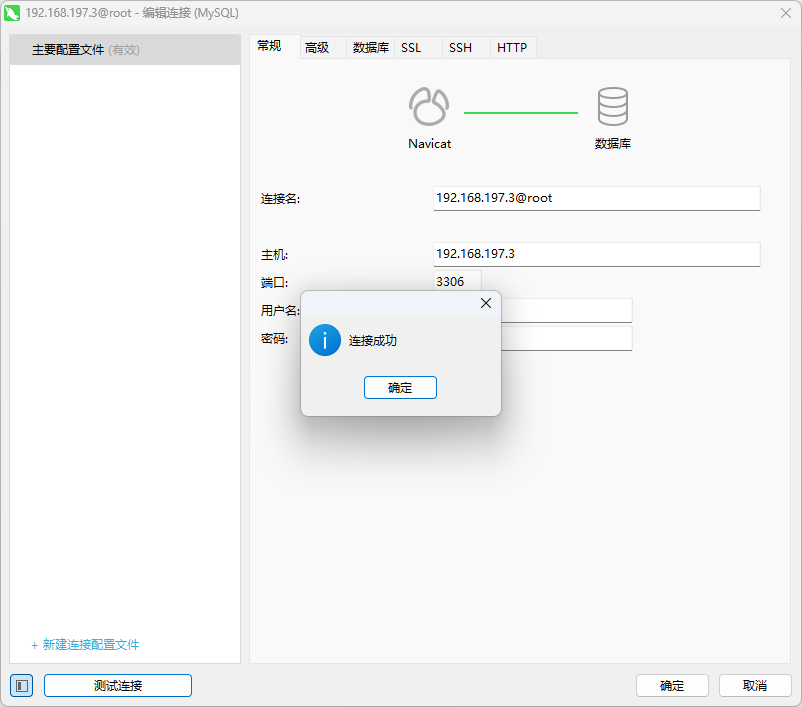 192.168.197.3@root - 编辑连接 (MySQL)
主要配置文件 (有效)
常规 高级 数据库 SSL SSH HTTP
Navicat 数据库
连接名: 192.168.197.3@root
主机: 192.168.197.3
端口: 3306
用户名:
密码:
连接成功
确定
+ 新建连接配置文件
测试连接 确定 取消